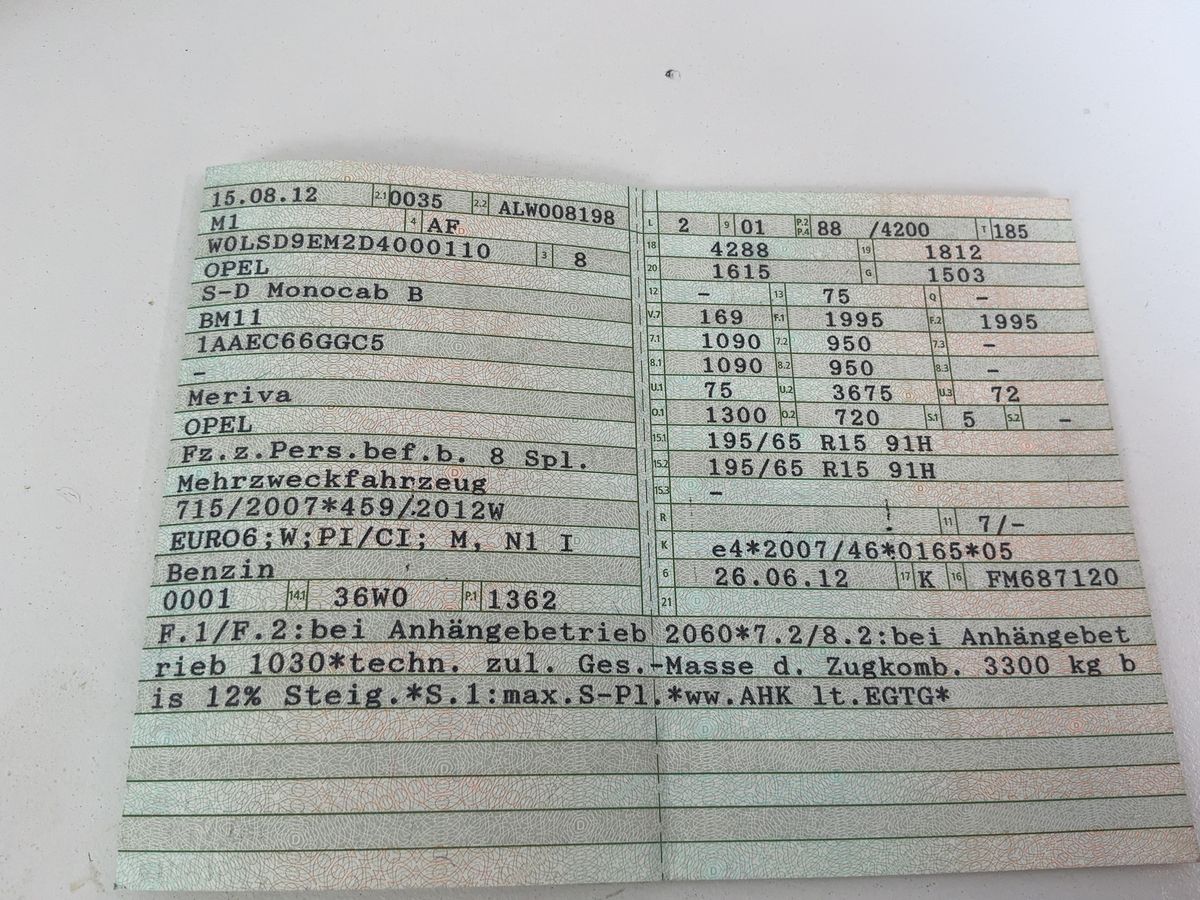 15.08.12 2.1 0035 2.2 ALW008198
M1 4 AF
W0LSD9EM2D4000110 3 8
OPEL
S-D Monocab B
BM11
1AAEC66GGC5
–
Meriva
OPEL
Fz.z.Pers.bef.b. 8 Spl.
Mehrzweckfahrzeug
715/2007*459/2012W
EURO6;W;PI/CI; M, N1 I
Benzin
0001 14.1 36W0 P.1 1362
L 2 9 01 P.2 P.4 88 /4200 T 185
18 4288 19 1812
20 1615 G 1503
12 – 13 75 Q –
V.7 169 F.1 1995 F.2 1995
7.1 1090 7.2 950 7.3 –
8.1 1090 8.2 950 8.3 –
U.1 75 U.2 3675 U.3 72
O.1 1300 O.2 720 S.1 5 S.2 –
15.1 195/65 R15 91H
15.2 195/65 R15 91H
15.3 –
R 11 7/-
K e4*2007/46*0165*05
6 26.06.12 17 K 16 FM687120
21
F.1/F.2:bei Anhängebetrieb 2060*7.2/8.2:bei Anhängebet
rieb 1030*techn. zul. Ges.-Masse d. Zugkomb. 3300 kg b
is 12% Steig.*S.1:max.S-Pl.*ww.AHK lt.EGTG*